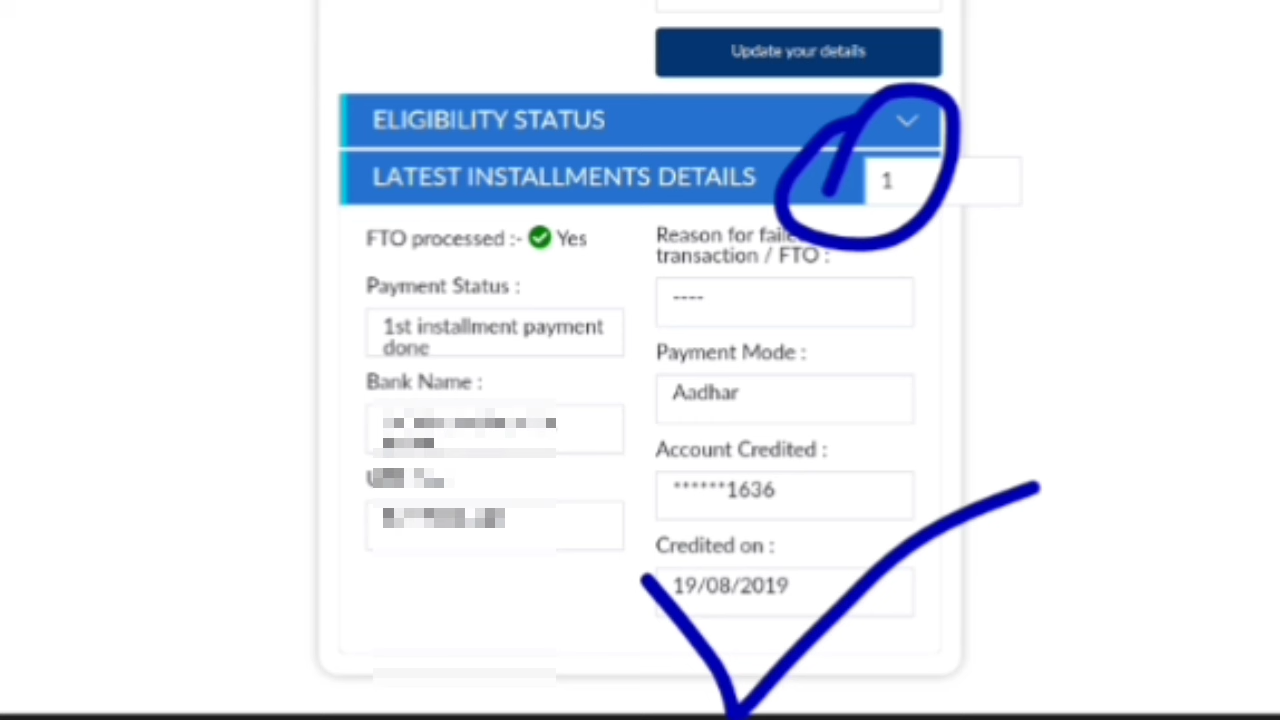 Update your details
ELIGIBILITY STATUS
LATEST INSTALLMENTS DETAILS
1
FTO processed :- Yes
Payment Status :
1st installment payment
done
Bank Name :
Reason for
transaction / FTO :
----
Payment Mode :
Aadhar
Account Credited :
******1636
Credited on :
19/08/2019